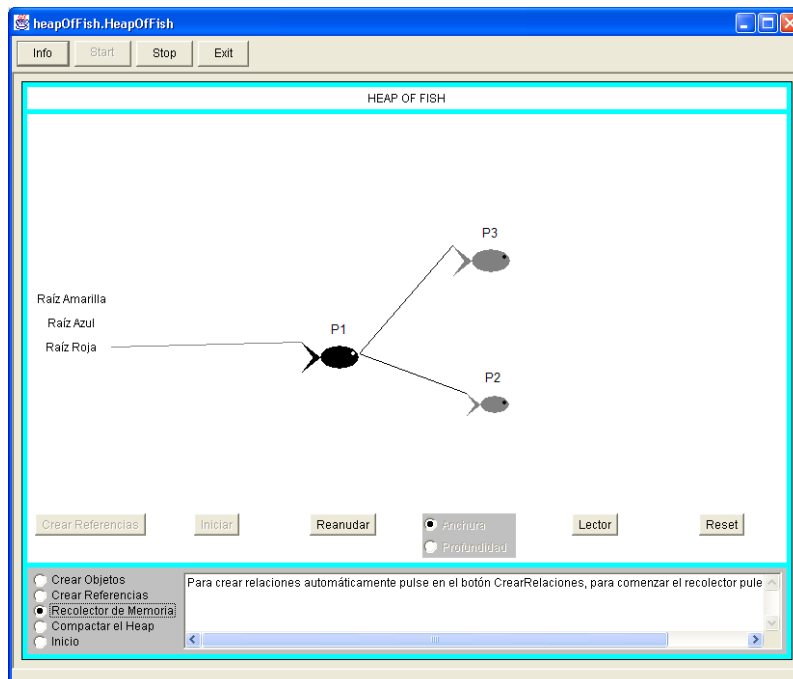 heapOfFish.HeapOfFish
Info Start Stop Exit
HEAP OF FISH
P3
Raíz Amarilla
Raíz Azul
P1
Raíz Roja
P2
Crear Referencias Iniciar Reanudar Anchura Lector Reset
Profundidad
Crear Objetos
Para crear relaciones automáticamente pulse en el botón CrearRelaciones, para comenzar el recolector pule
Crear Referencias
Recolector de Memoria
Compactar el Heap
Inicio